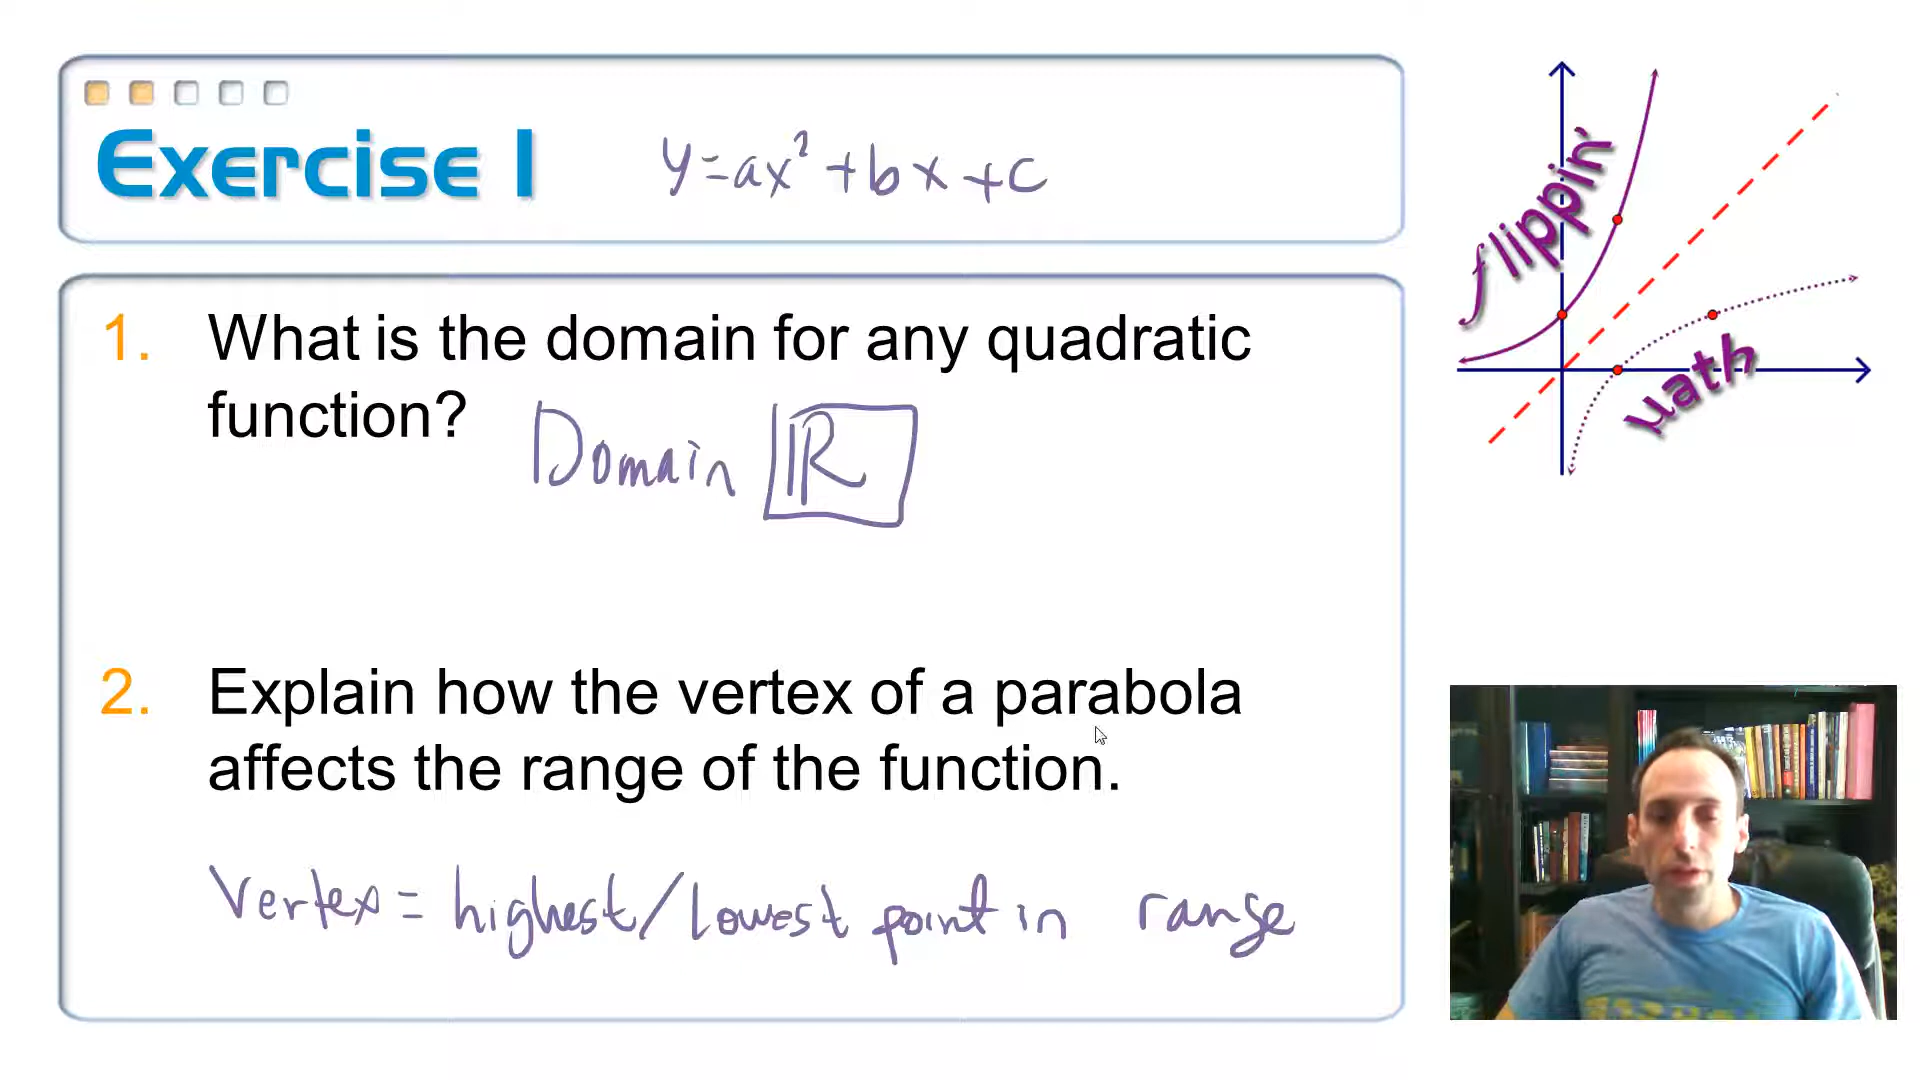 Exercise 1
y=ax²+bx+c
1. What is the domain for any quadratic
function?
Domain ℝ
2. Explain how the vertex of a parabola
affects the range of the function.
Vertex = highest/lowest point in range
flippin'
math